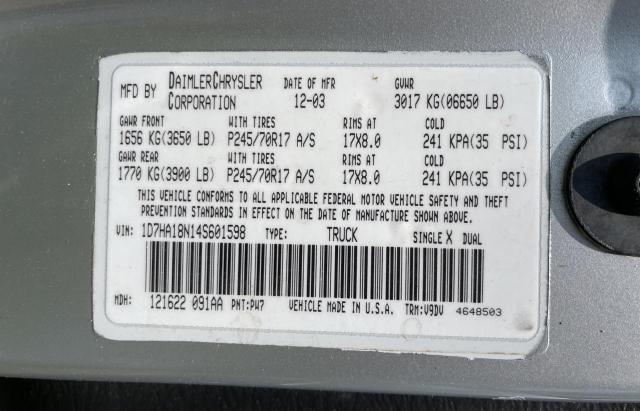 MFD BY DAIMLERCHRYSLER CORPORATION DATE OF MFR 12-03 GVWR 3017 KG(06650 LB)
GAWR FRONT WITH TIRES RIMS AT COLD
1656 KG(3650 LB) P245/70R17 A/S 17X8.0 241 KPA(35 PSI)
GAWR REAR WITH TIRES RIMS AT COLD
1770 KG(3900 LB) P245/70R17 A/S 17X8.0 241 KPA(35 PSI)
THIS VEHICLE CONFORMS TO ALL APPLICABLE FEDERAL MOTOR VEHICLE SAFETY AND THEFT
PREVENTION STANDARDS IN EFFECT ON THE DATE OF MANUFACTURE SHOWN ABOVE.
VIN: 1D7HA18N14S601598 TYPE: TRUCK SINGLE X DUAL
MDH: 121622 091AA PNT:PW7 VEHICLE MADE IN U.S.A. TRM:V9DV 4648503